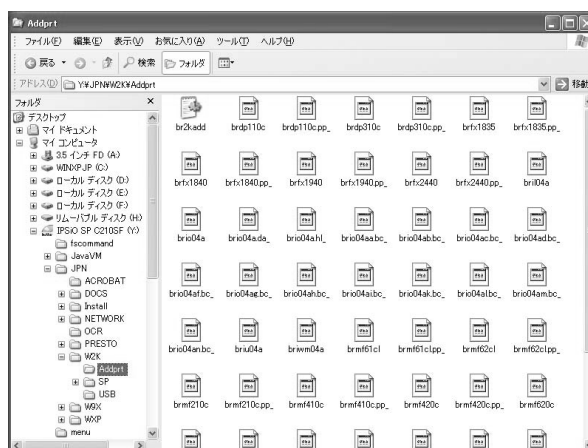 Addprt
ファイル(F) 編集(E) 表示(V) お気に入り(A) ツール(T) ヘルプ(H)
戻る 検索 フォルダ
アドレス(D) Y:¥JPN¥W2K¥Addprt 移動
フォルダ ×
デスクトップ
マイ ドキュメント
マイ コンピュータ
3.5 インチ FD (A:)
WINXPJP (C:)
ローカル ディスク (D:)
ローカル ディスク (E:)
ローカル ディスク (F:)
リムーバブル ディスク (H:)
IPSiO SP C210SF (Y:)
fscommand
JavaVM
JPN
ACROBAT
DOCS
Install
NETWORK
OCR
PRESTO
W2K
Addprt
SP
USB
W9X
WXP
menu
br2kadd brdp110c brdp110c.pp_ brdp310c brdp310c.pp_ brfx1835 brfx1835.pp_
brfx1840 brfx1840.pp_ brfx1940 brfx1940.pp_ brfx2440 brfx2440.pp_ bril04a
brio04a brio04a.da_ brio04a.hl_ brio04aa.bc_ brio04ab.bc_ brio04ac.bc_ brio04ad.bc_
brio04af.bc_ brio04ag.bc_ brio04ah.bc_ brio04ai.bc_ brio04ak.bc_ brio04al.bc_ brio04am.bc_
brio04an.bc_ briu04a briwm04a brmf61cl brmf61cl.pp_ brmf62cl brmf62cl.pp_
brmf210c brmf210c.pp_ brmf410c brmf410c.pp_ brmf420c brmf420c.pp_ brmf620c